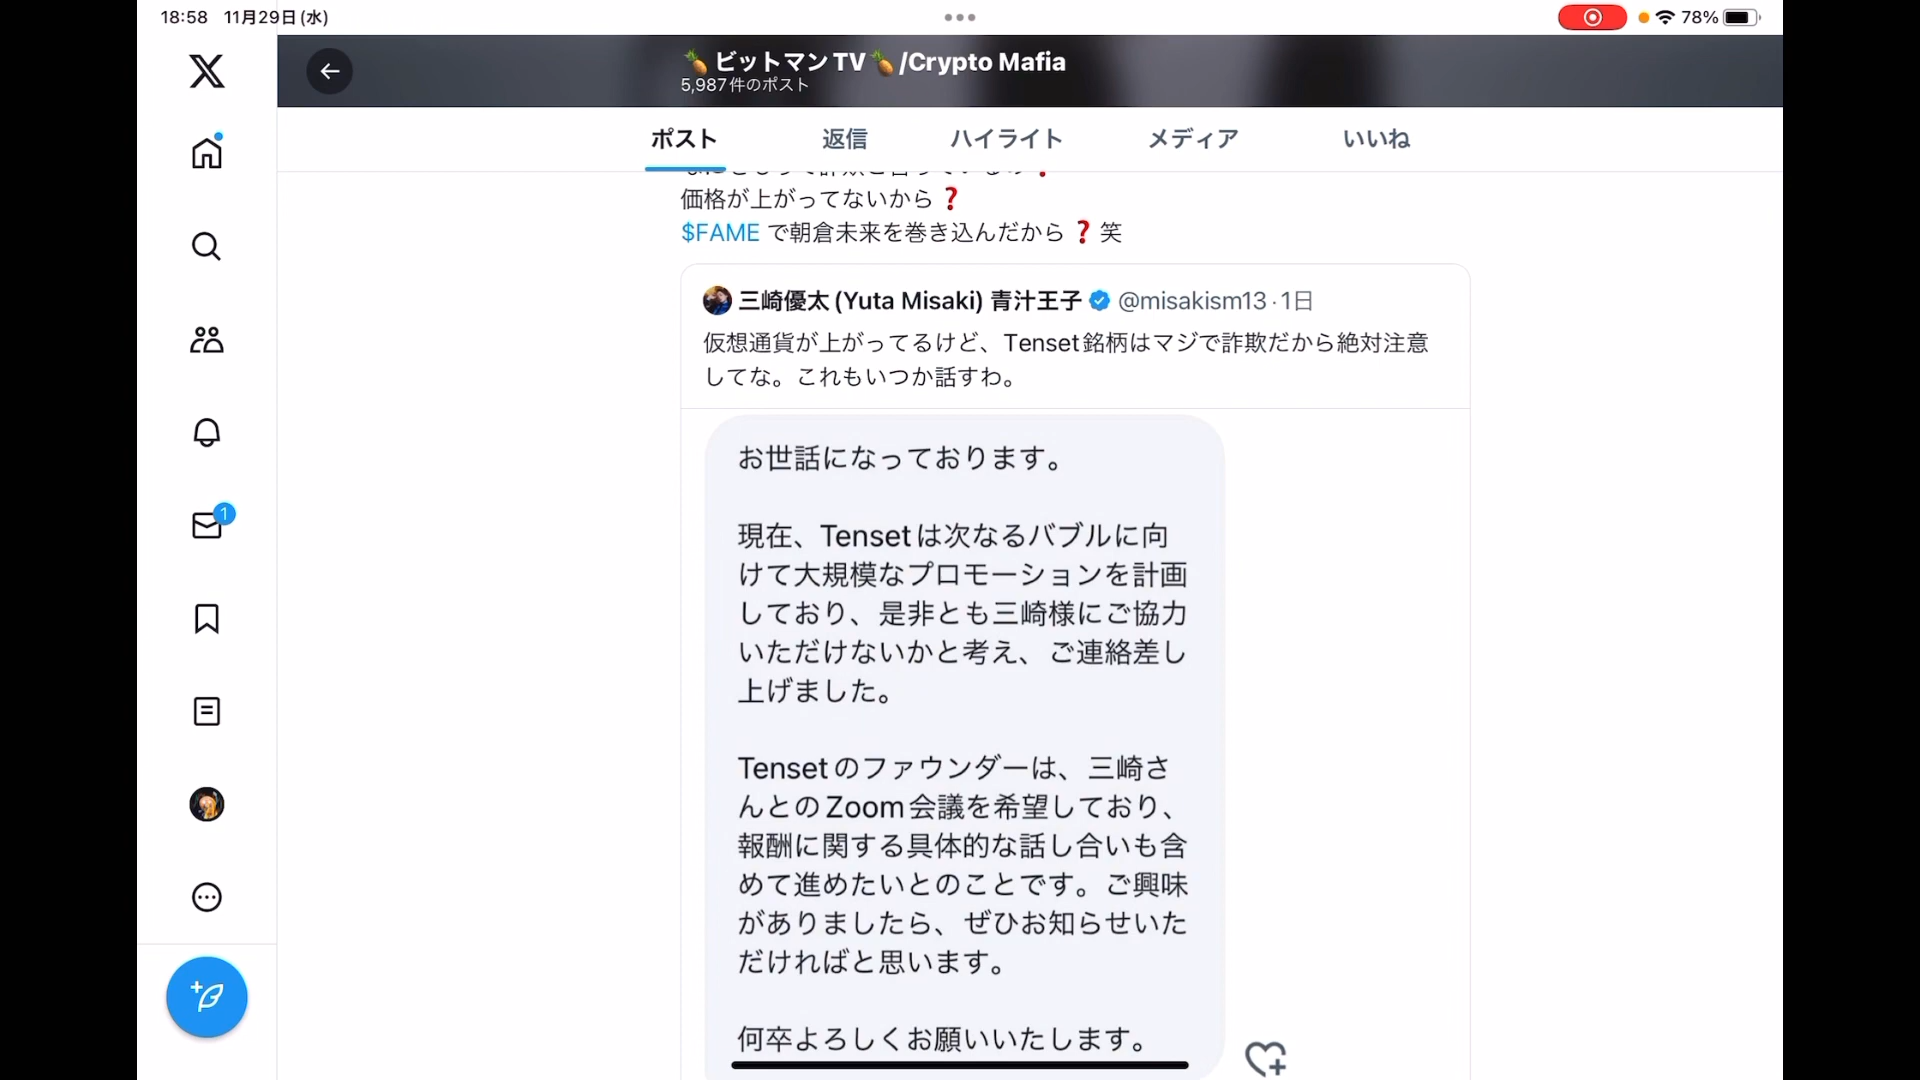 18:58 11月29日(水)
78%
🍍ビットマンTV🍍/Crypto Mafia
5,987件のポスト
ポスト 返信 ハイライト メディア いいね
価格が上がってないから❓
$FAME で朝倉未来を巻き込んだから❓笑
三崎優太(Yuta Misaki) 青汁王子 @misakism13·1日
仮想通貨が上がってるけど、Tenset銘柄はマジで詐欺だから絶対注意
してな。これもいつか話すわ。
お世話になっております。
現在、Tensetは次なるバブルに向
けて大規模なプロモーションを計画
しており、是非とも三崎様にご協力
いただけないかと考え、ご連絡差し
上げました。
Tensetのファウンダーは、三崎さ
んとのZoom会議を希望しており、
報酬に関する具体的な話し合いも含
めて進めたいとのことです。ご興味
がありましたら、ぜひお知らせいた
だければと思います。
何卒よろしくお願いいたします。
1